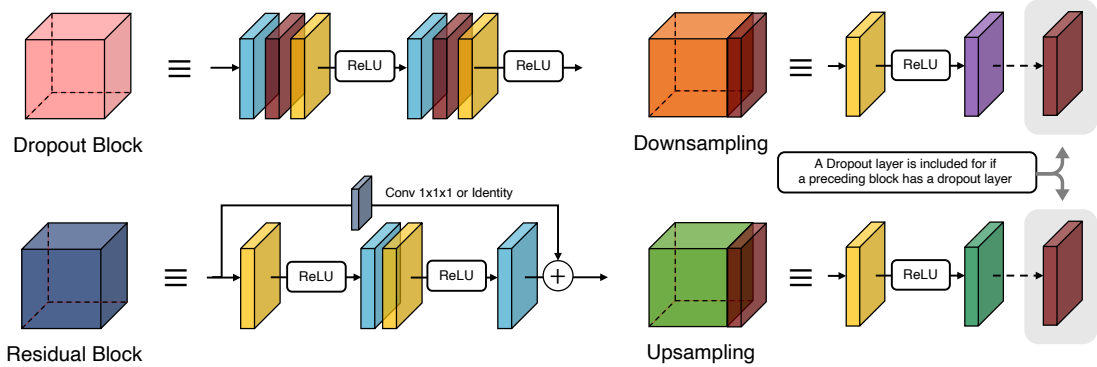 ReLU
ReLU
Dropout Block
ReLU
Downsampling
A Dropout layer is included for if
a preceding block has a dropout layer
Conv 1x1x1 or Identity
ReLU
ReLU
Residual Block
ReLU
Upsampling